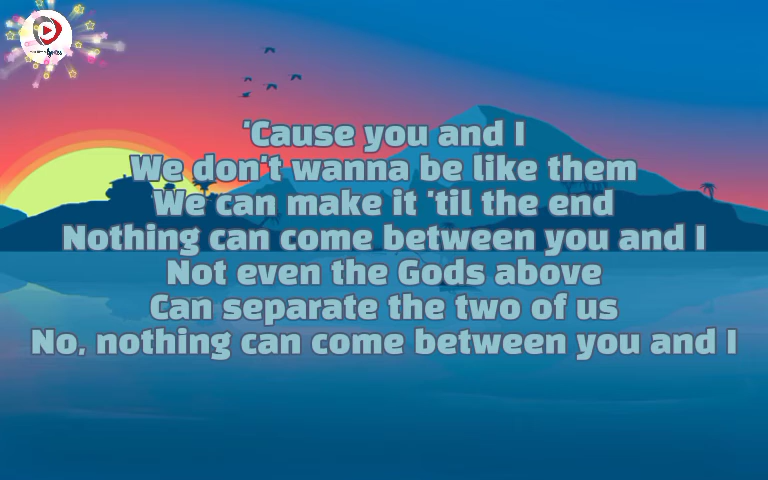 'Cause you and I
We don't wanna be like them
We can make it 'til the end
Nothing can come between you and I
Not even the Gods above
Can separate the two of us
No, nothing can come between you and I